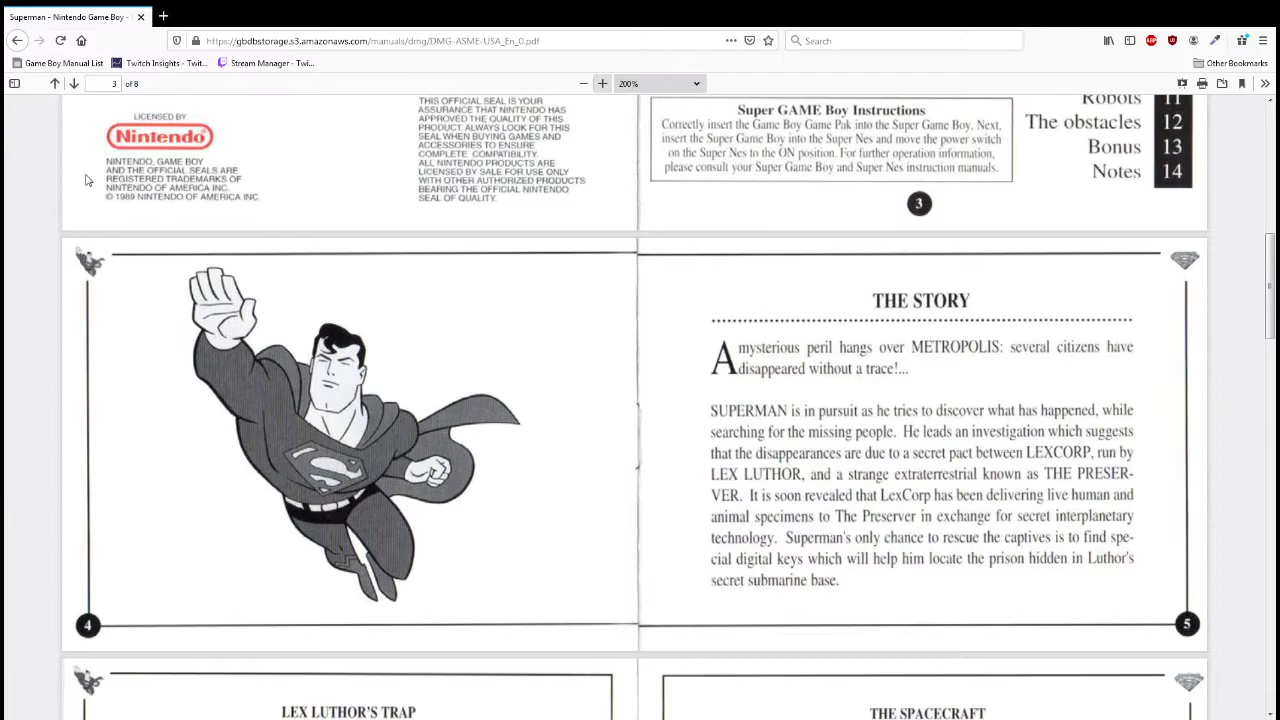 Superman - Nintendo Game Boy -
https://gbdbstorage.s3.amazonaws.com/manuals/dmg/DMG-ASME-USA_En_0.pdf
Search
Game Boy Manual List
Twitch Insights - Twit...
Stream Manager - Twi...
Other Bookmarks
3
of 8
200%
LICENSED BY
Nintendo
NINTENDO, GAME BOY
AND THE OFFICIAL SEALS ARE
REGISTERED TRADEMARKS OF
NINTENDO OF AMERICA INC.
© 1989 NINTENDO OF AMERICA INC.
THIS OFFICIAL SEAL IS YOUR
ASSURANCE THAT NINTENDO HAS
APPROVED THE QUALITY OF THIS
PRODUCT. ALWAYS LOOK FOR THIS
SEAL WHEN BUYING GAMES AND
ACCESSORIES TO ENSURE
COMPLETE COMPATIBILITY.
ALL NINTENDO PRODUCTS ARE
LICENSED BY SALE FOR USE ONLY
WITH OTHER AUTHORIZED PRODUCTS
BEARING THE OFFICIAL NINTENDO
SEAL OF QUALITY.
Super GAME Boy Instructions
Correctly insert the Game Boy Game Pak into the Super Game Boy. Next,
insert the Super Game Boy into the Super Nes and move the power switch
on the Super Nes to the ON position. For further operation information,
please consult your Super Game Boy and Super Nes instruction manuals.
Robots 11
The obstacles 12
Bonus 13
Notes 14
3
4
THE STORY
A mysterious peril hangs over METROPOLIS: several citizens have
disappeared without a trace!...
SUPERMAN is in pursuit as he tries to discover what has happened, while
searching for the missing people. He leads an investigation which suggests
that the disappearances are due to a secret pact between LEXCORP, run by
LEX LUTHOR, and a strange extraterrestrial known as THE PRESER-
VER. It is soon revealed that LexCorp has been delivering live human and
animal specimens to The Preserver in exchange for secret interplanetary
technology. Superman's only chance to rescue the captives is to find spe-
cial digital keys which will help him locate the prison hidden in Luthor's
secret submarine base.
5
LEX LUTHOR'S TRAP
THE SPACECRAFT